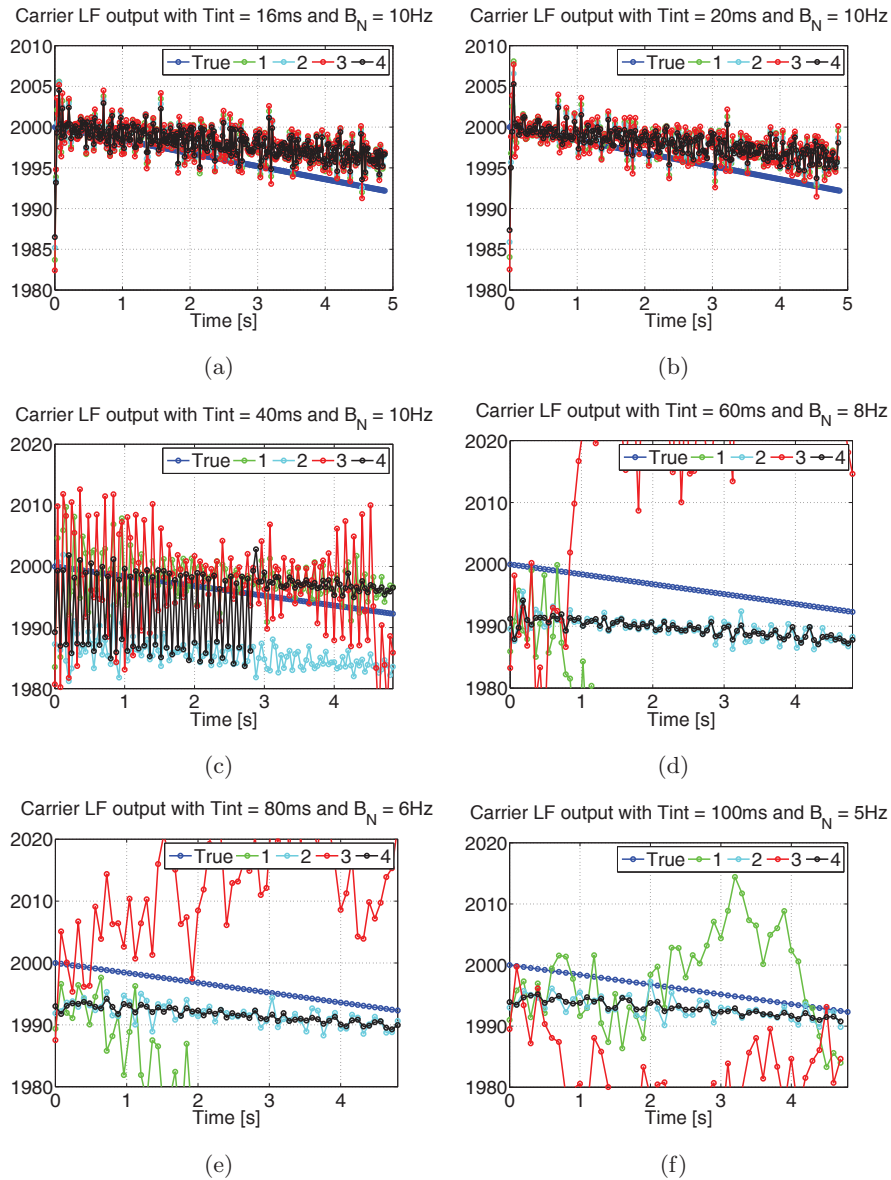 Carrier LF output with Tint = 16ms and B_N = 10Hz
2010
2005
2000
1995
1990
1985
1980
True 1 2 3 4
0 1 2 3 4 5
Time [s]
(a)
Carrier LF output with Tint = 20ms and B_N = 10Hz
2010
2005
2000
1995
1990
1985
1980
True 1 2 3 4
0 1 2 3 4 5
Time [s]
(b)
Carrier LF output with Tint = 40ms and B_N = 10Hz
2020
2010
2000
1990
1980
True 1 2 3 4
0 1 2 3 4
Time [s]
(c)
Carrier LF output with Tint = 60ms and B_N = 8Hz
2020
2010
2000
1990
1980
True 1 2 3 4
0 1 2 3 4
Time [s]
(d)
Carrier LF output with Tint = 80ms and B_N = 6Hz
2020
2010
2000
1990
1980
True 1 2 3 4
0 1 2 3 4
Time [s]
(e)
Carrier LF output with Tint = 100ms and B_N = 5Hz
2020
2010
2000
1990
1980
True 1 2 3 4
0 1 2 3 4
Time [s]
(f)